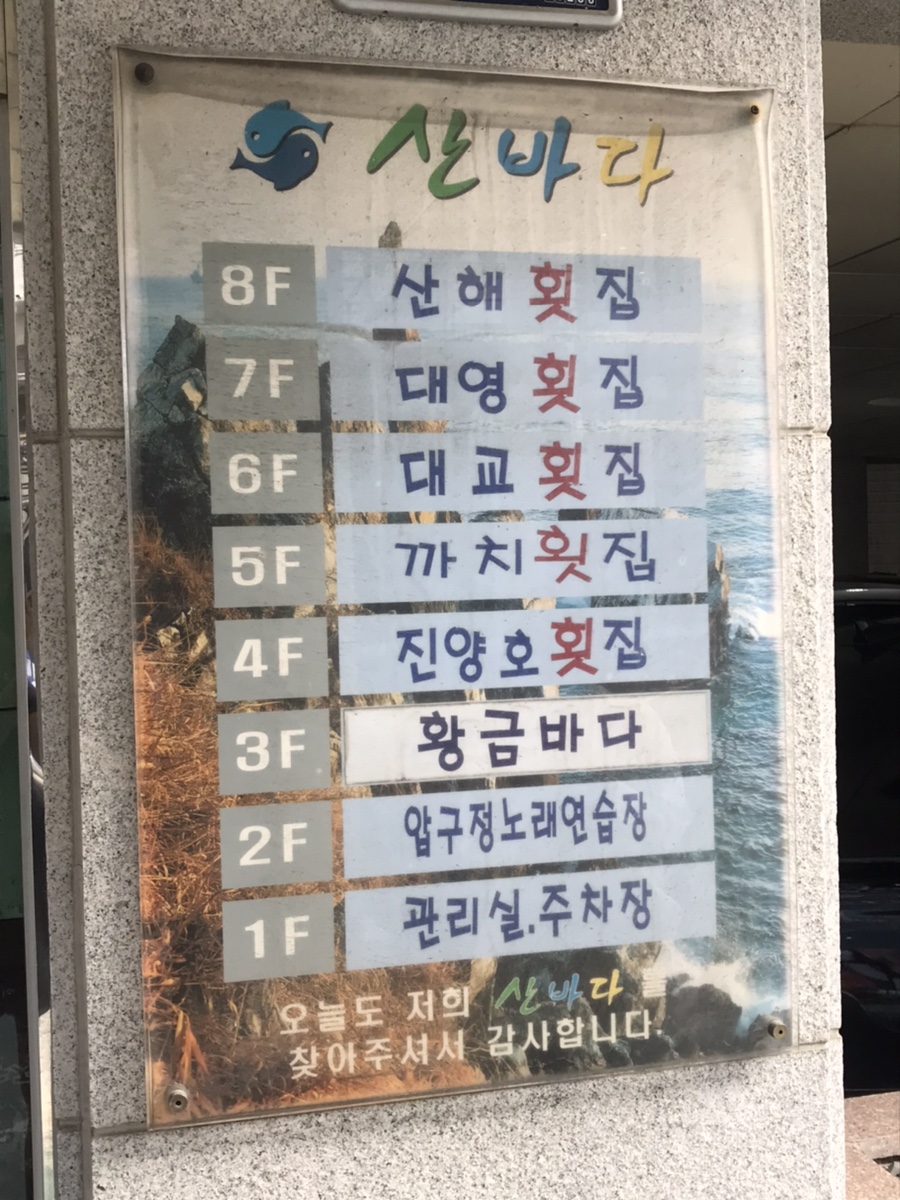 산바다
8F 산해횟집
7F 대영횟집
6F 대교횟집
5F 까치횟집
4F 진양호횟집
3F 황금바다
2F 압구정노래연습장
1F 관리실.주차장
오늘도 저희 산바다를
찾아주셔서 감사합니다.